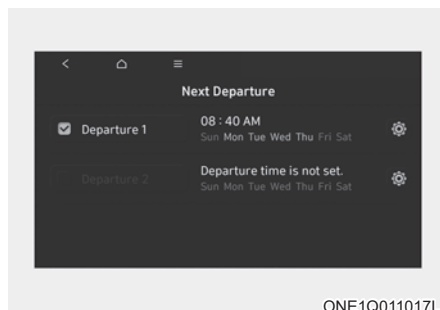 Next Departure
Departure 1
08 : 40 AM
Sun Mon Tue Wed Thu Fri Sat
Departure 2
Departure time is not set.
Sun Mon Tue Wed Thu Fri Sat
ONE1Q011017L